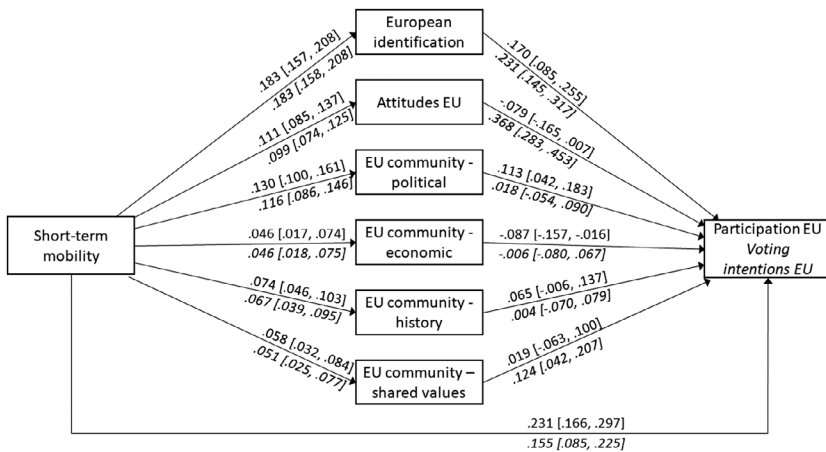 European
identification
.183 [.157, .208]
.183 [.158, .208]
.170 [.085, .255]
.231 [.145, .317]
Attitudes EU
.111 [.085, .137]
.099 [.074, .125]
-.079 [-.165, .007]
.368 [.283, .453]
EU community -
political
.130 [.100, .161]
.116 [.086, .146]
.113 [.042, .183]
.018 [-.054, .090]
Short-term
mobility
.046 [.017, .074]
.046 [.018, .075]
EU community -
economic
-.087 [-.157, -.016]
-.006 [-.080, .067]
Participation EU
Voting
intentions EU
.074 [.046, .103]
.067 [.039, .095]
EU community -
history
.065 [-.006, .137]
.004 [-.070, .079]
.058 [.032, .084]
.051 [.025, .077]
EU community –
shared values
.019 [-.063, .100]
.124 [.042, .207]
.231 [.166, .297]
.155 [.085, .225]